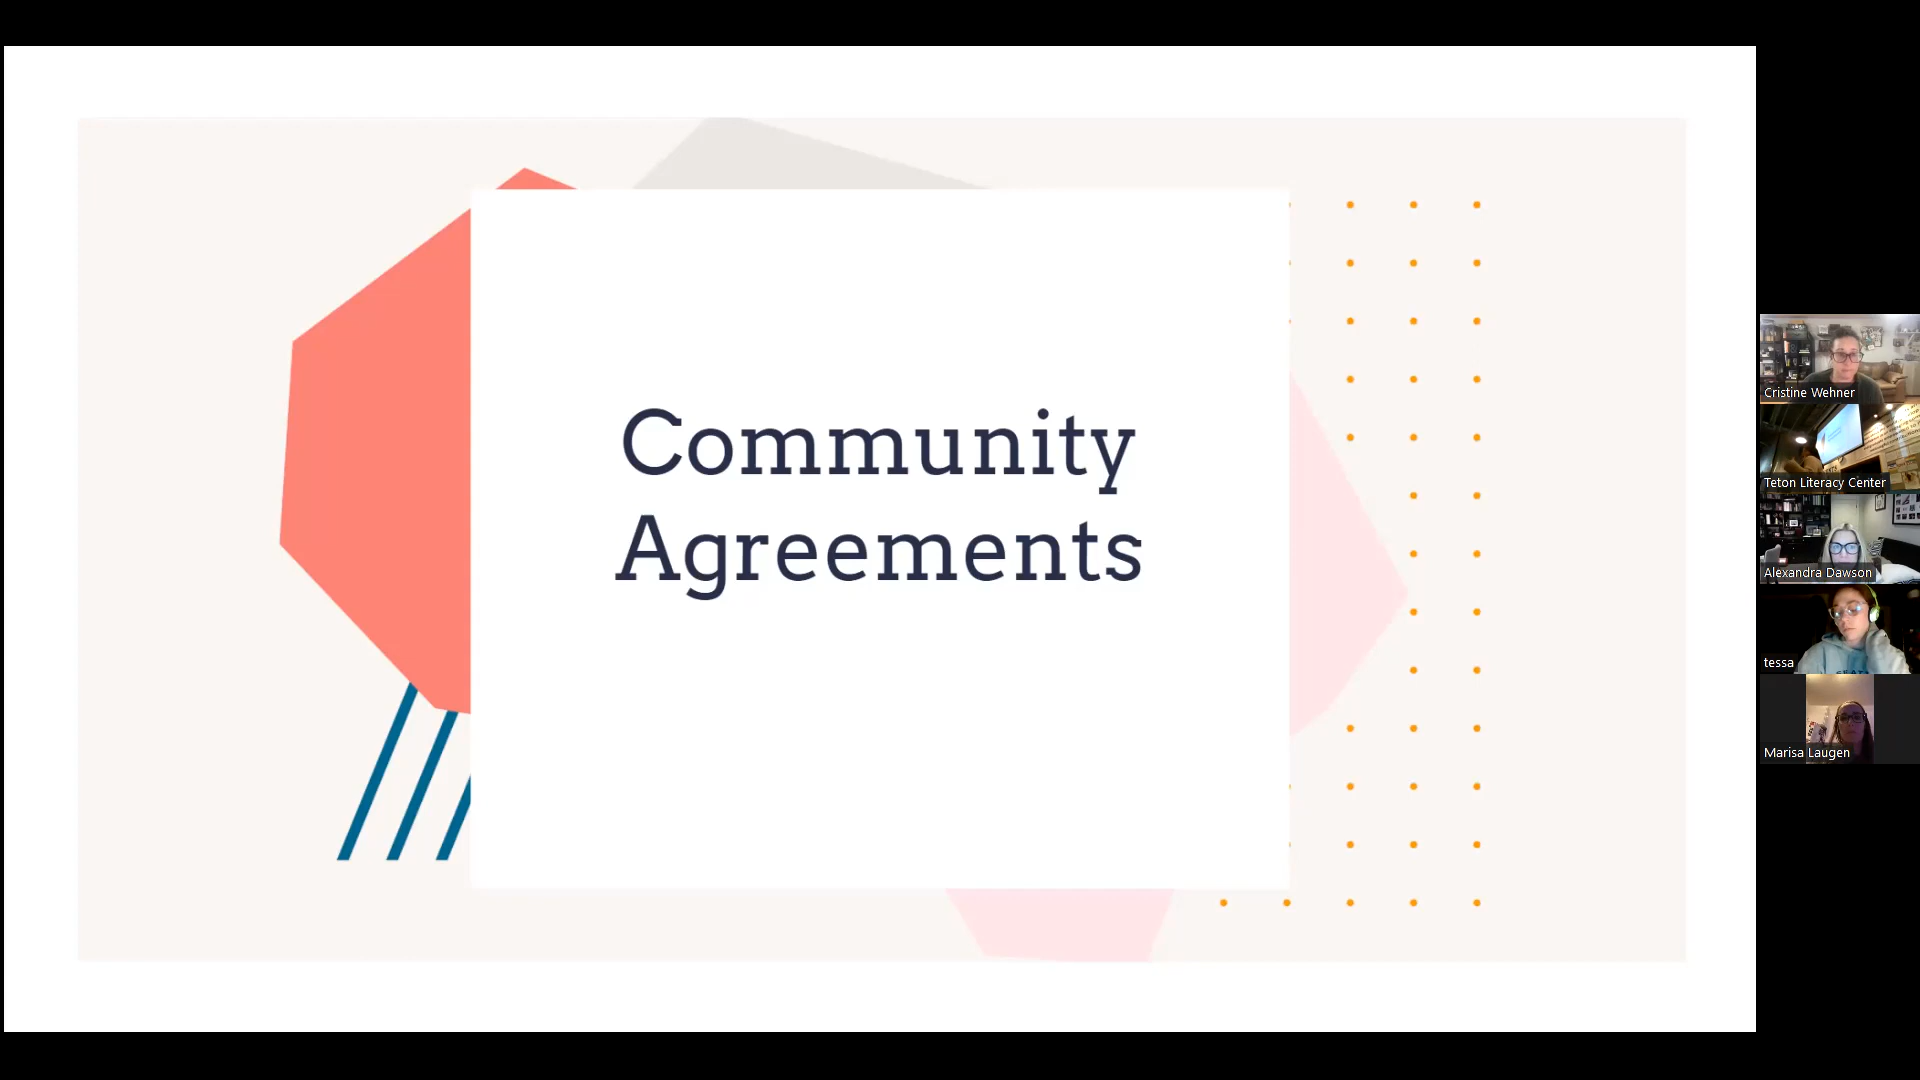 Community
Agreements
Cristine Wehner
Teton Literacy Center
Alexandra Dawson
tessa
Marisa Laugen